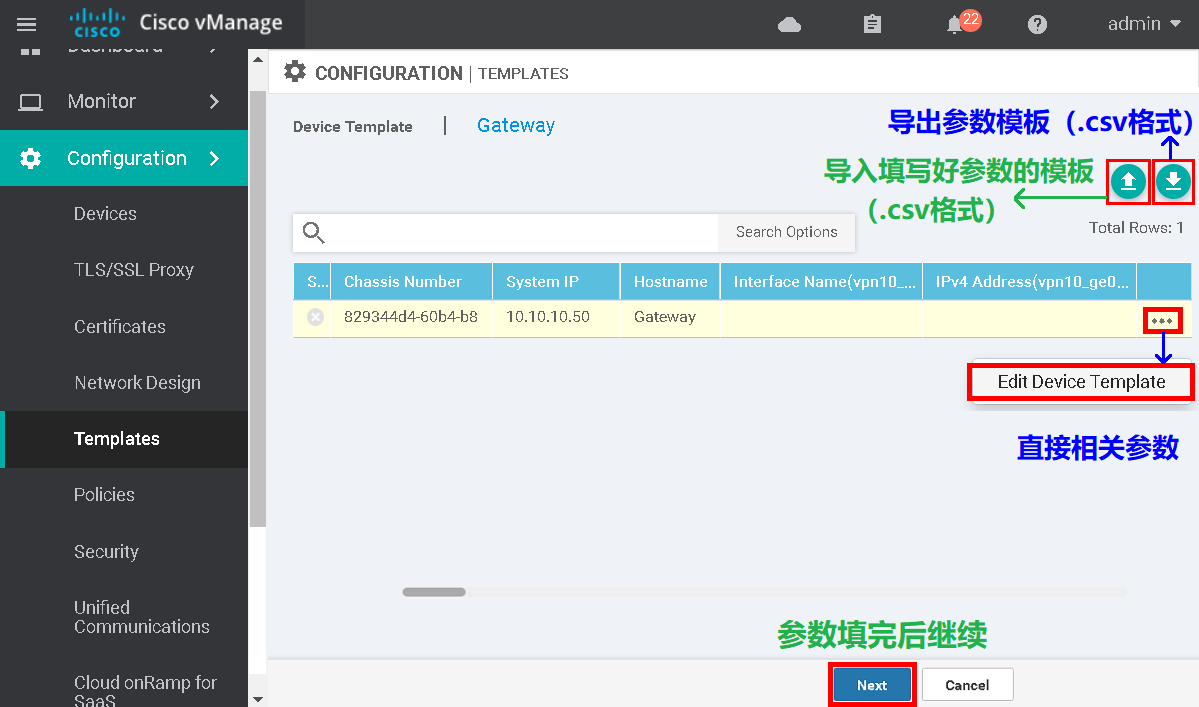 cisco Cisco vManage
22
admin
Dashboard
Monitor
Configuration
Devices
TLS/SSL Proxy
Certificates
Network Design
Templates
Policies
Security
Unified
Communications
Cloud onRamp for
SaaS
CONFIGURATION | TEMPLATES
Device Template | Gateway
导出参数模板（.csv格式）
导入填写好参数的模板
（.csv格式）
Total Rows: 1
Search Options
S... Chassis Number System IP Hostname Interface Name(vpn10_... IPv4 Address(vpn10_ge0...
829344d4-60b4-b8 10.10.10.50 Gateway
Edit Device Template
直接相关参数
参数填完后继续
Next Cancel